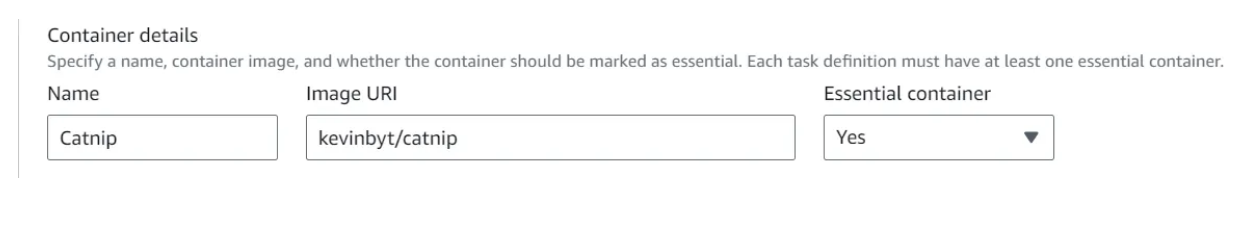 Container details
Specify a name, container image, and whether the container should be marked as essential. Each task definition must have at least one essential container.
Name Image URI Essential container
Catnip kevinbyt/catnip Yes